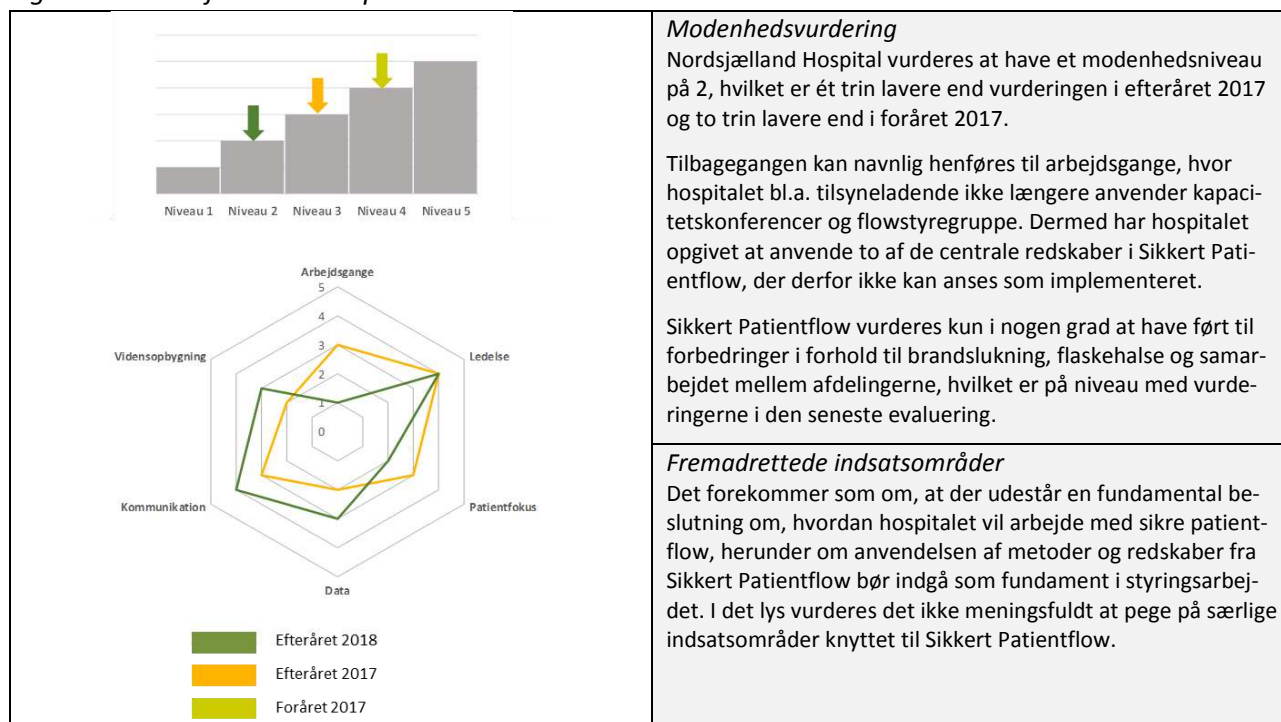 Niveau 1 Niveau 2 Niveau 3 Niveau 4 Niveau 5
Arbejdsgange
5
4
3
2
1
0
Vidensopbygning
Ledelse
Kommunikation
Patientfokus
Data
Efteråret 2018
Efteråret 2017
Foråret 2017
Modenhedsvurdering
Nordsjælland Hospital vurderes at have et modenhedsniveau
på 2, hvilket er ét trin lavere end vurderingen i efteråret 2017
og to trin lavere end i foråret 2017.
Tilbagegangen kan navnlig henføres til arbejdsgange, hvor
hospitalet bl.a. tilsyneladende ikke længere anvender kapaci-
tetskonferencer og flowstyregruppe. Dermed har hospitalet
opgivet at anvende to af de centrale redskaber i Sikkert Pati-
entflow, der derfor ikke kan anses som implementeret.
Sikkert Patientflow vurderes kun i nogen grad at have ført til
forbedringer i forhold til brandslukning, flaskehalse og samar-
bejdet mellem afdelingerne, hvilket er på niveau med vurde-
ringerne i den seneste evaluering.
Fremadrettede indsatsområder
Det forekommer som om, at der udestår en fundamental be-
slutning om, hvordan hospitalet vil arbejde med sikre patient-
flow, herunder om anvendelsen af metoder og redskaber fra
Sikkert Patientflow bør indgå som fundament i styringsarbej-
det. I det lys vurderes det ikke meningsfuldt at pege på særlige
indsatsområder knyttet til Sikkert Patientflow.